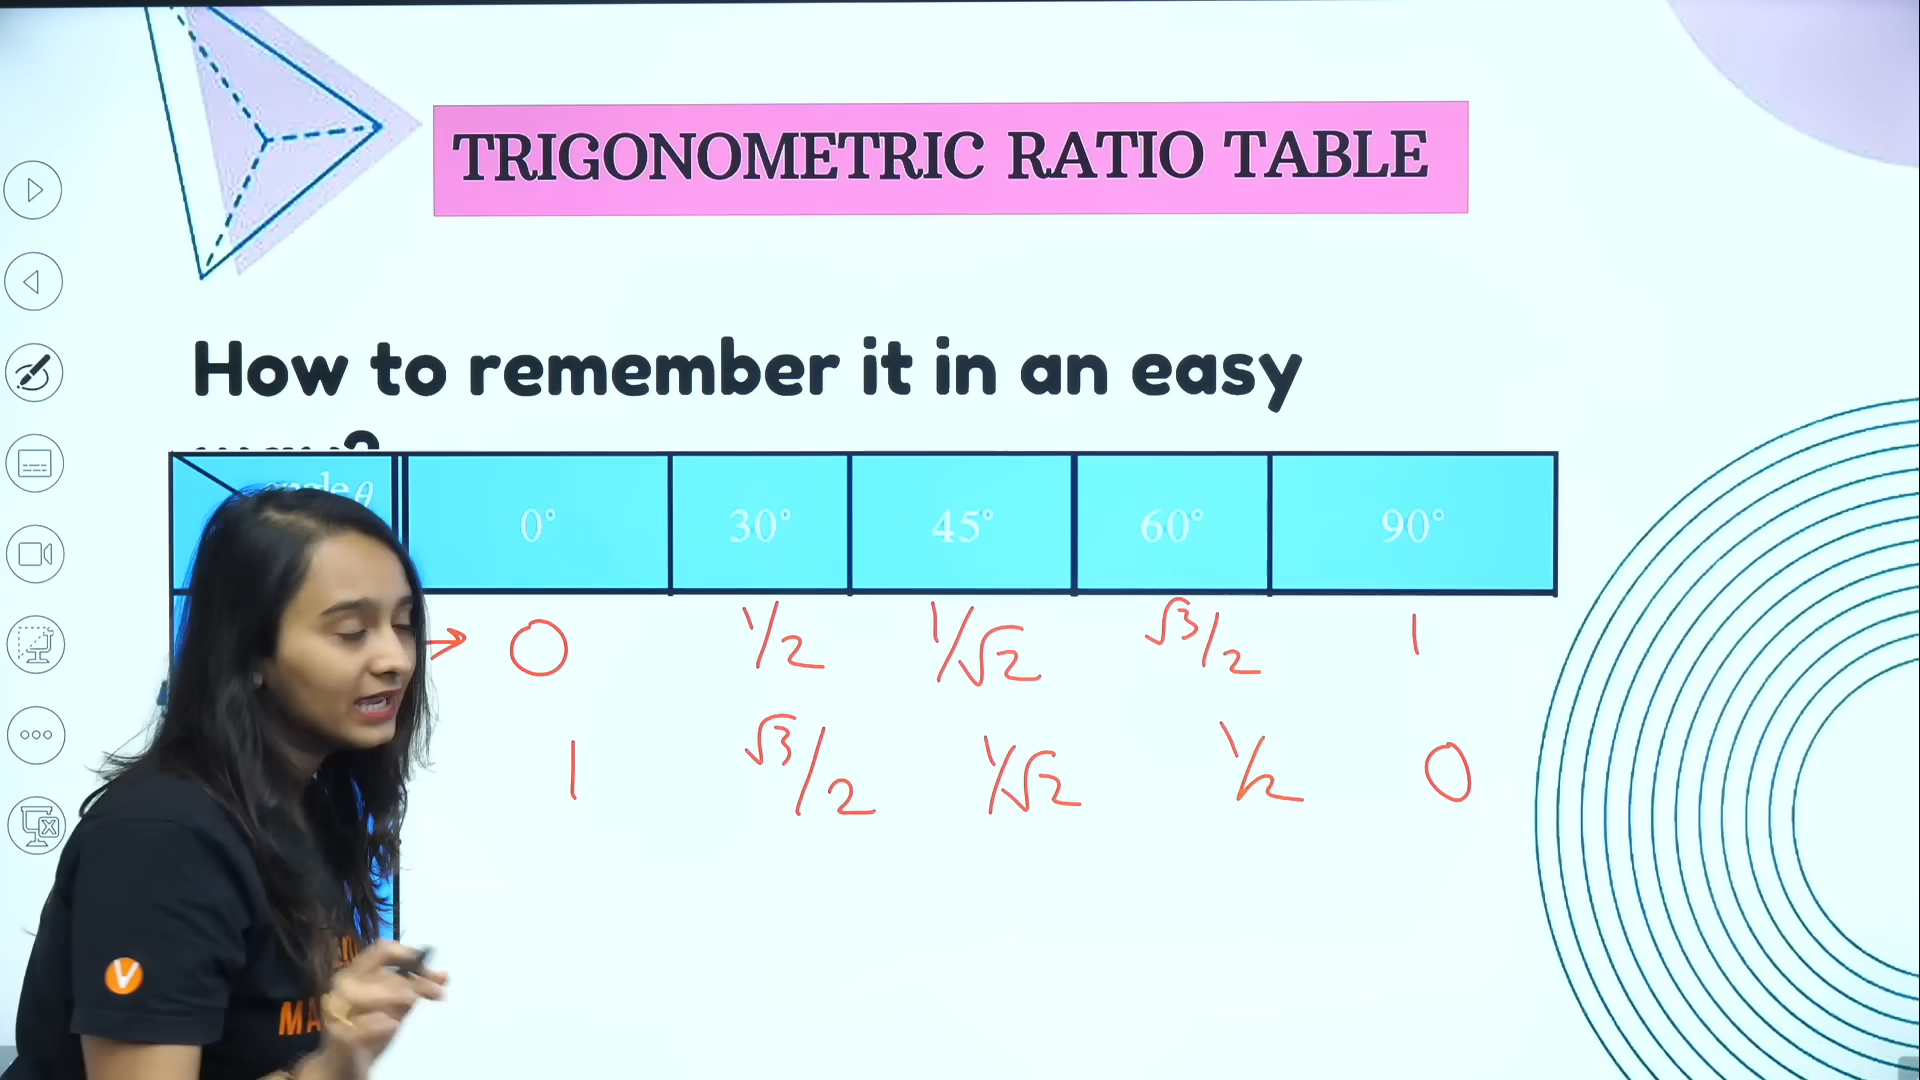 TRIGONOMETRIC RATIO TABLE
How to remember it in an easy
θ
0° 30° 45° 60° 90°
→ 0 1/2 1/√2 √3/2 1
1 √3/2 1/√2 1/2 0
V
MA